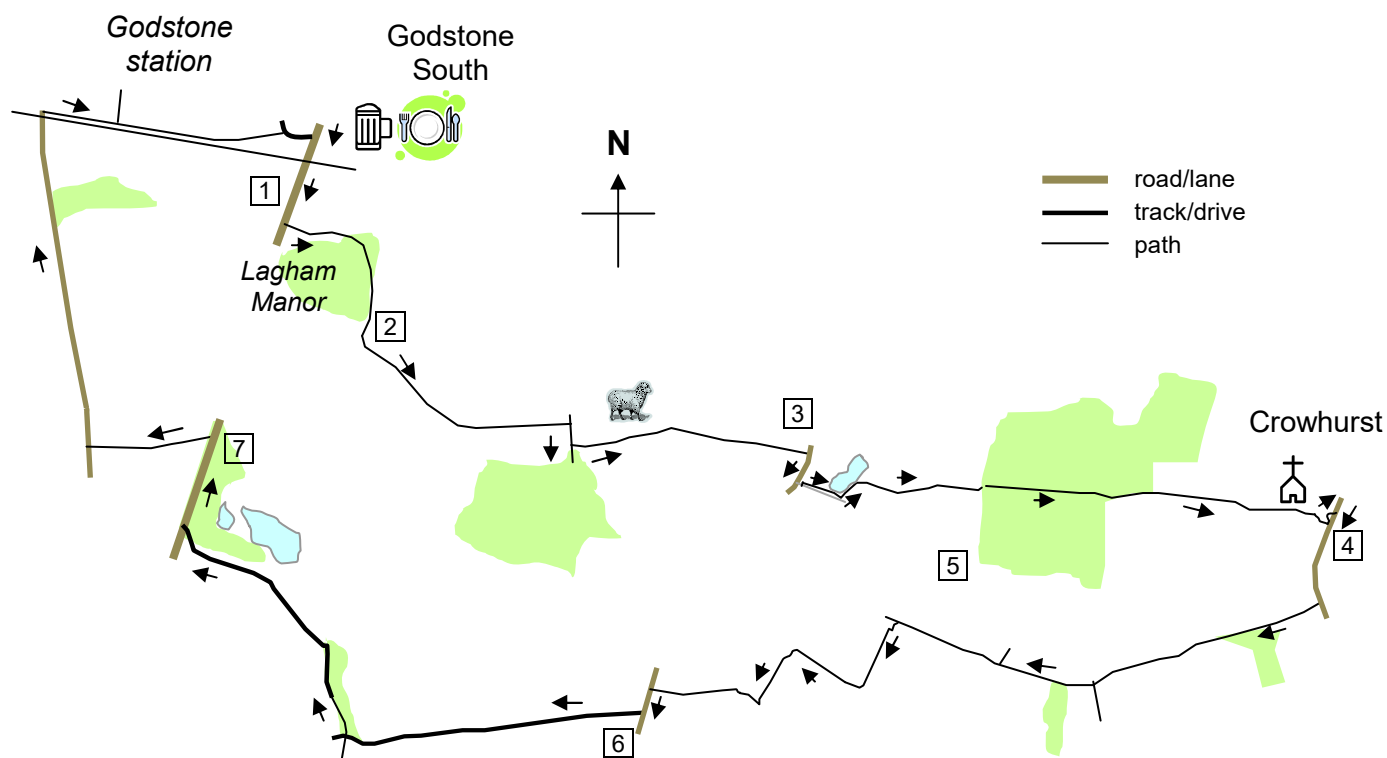 Godstone
station
Godstone
South
N
road/lane
track/drive
path
1
Lagham
Manor
2
3
Crowhurst
7
4
5
6